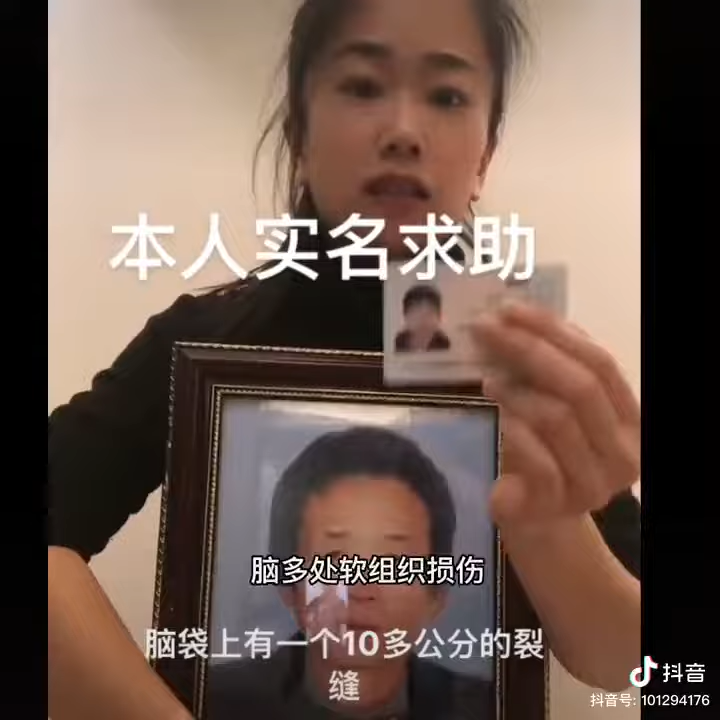 本人实名求助
脑多处软组织损伤
脑袋上有一个10多公分的裂
缝
抖音
抖音号: 101294176